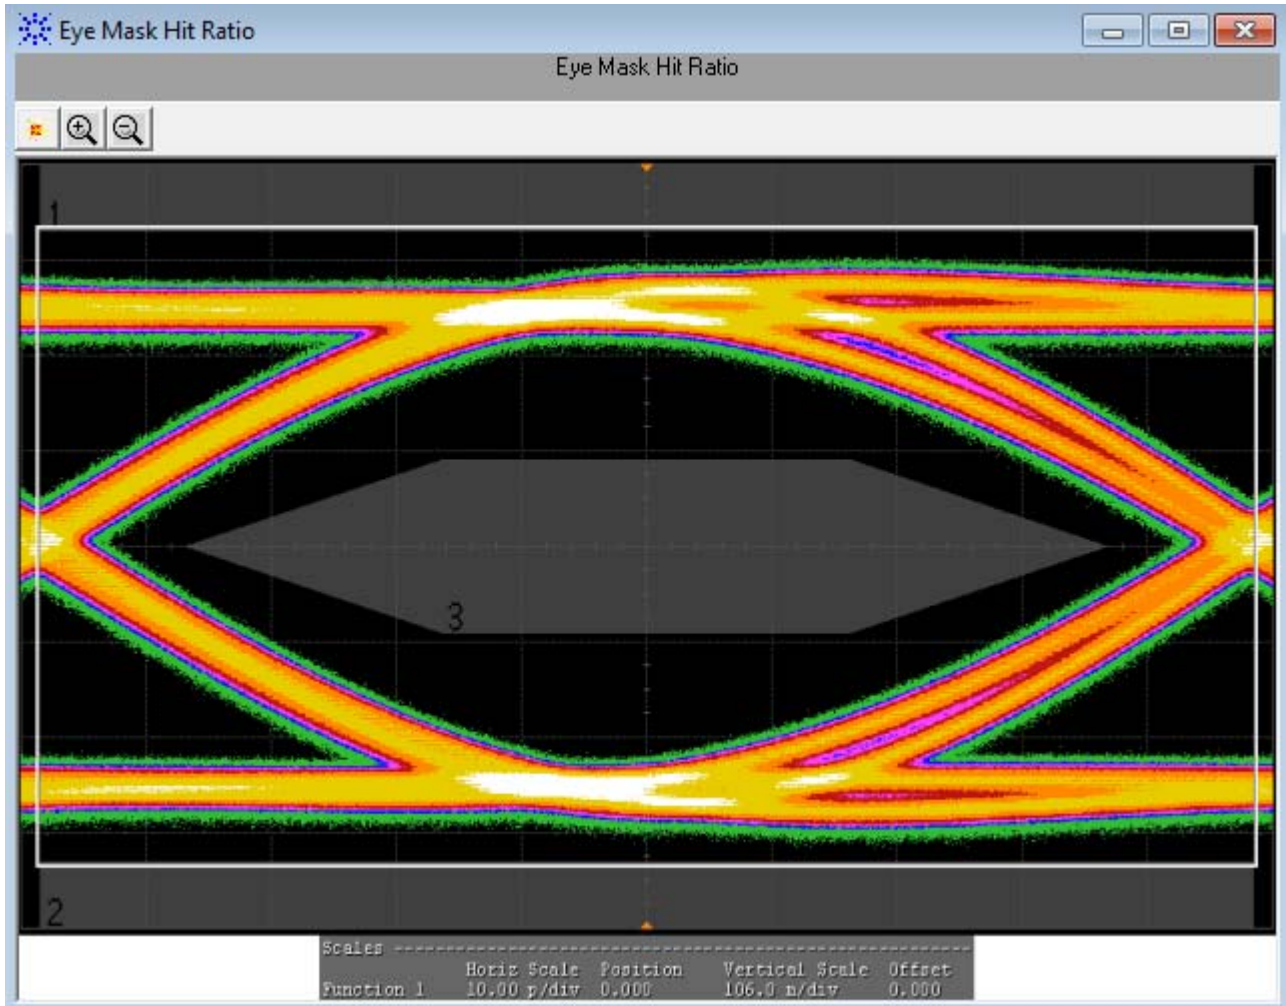 Eye Mask Hit Ratio
Eye Mask Hit Ratio
1
3
2
Scales ------------------------------------------------------------
Horiz Scale Position Vertical Scale Offset
Function 1 10.00 p/div 0.000 106.0 m/div 0.000